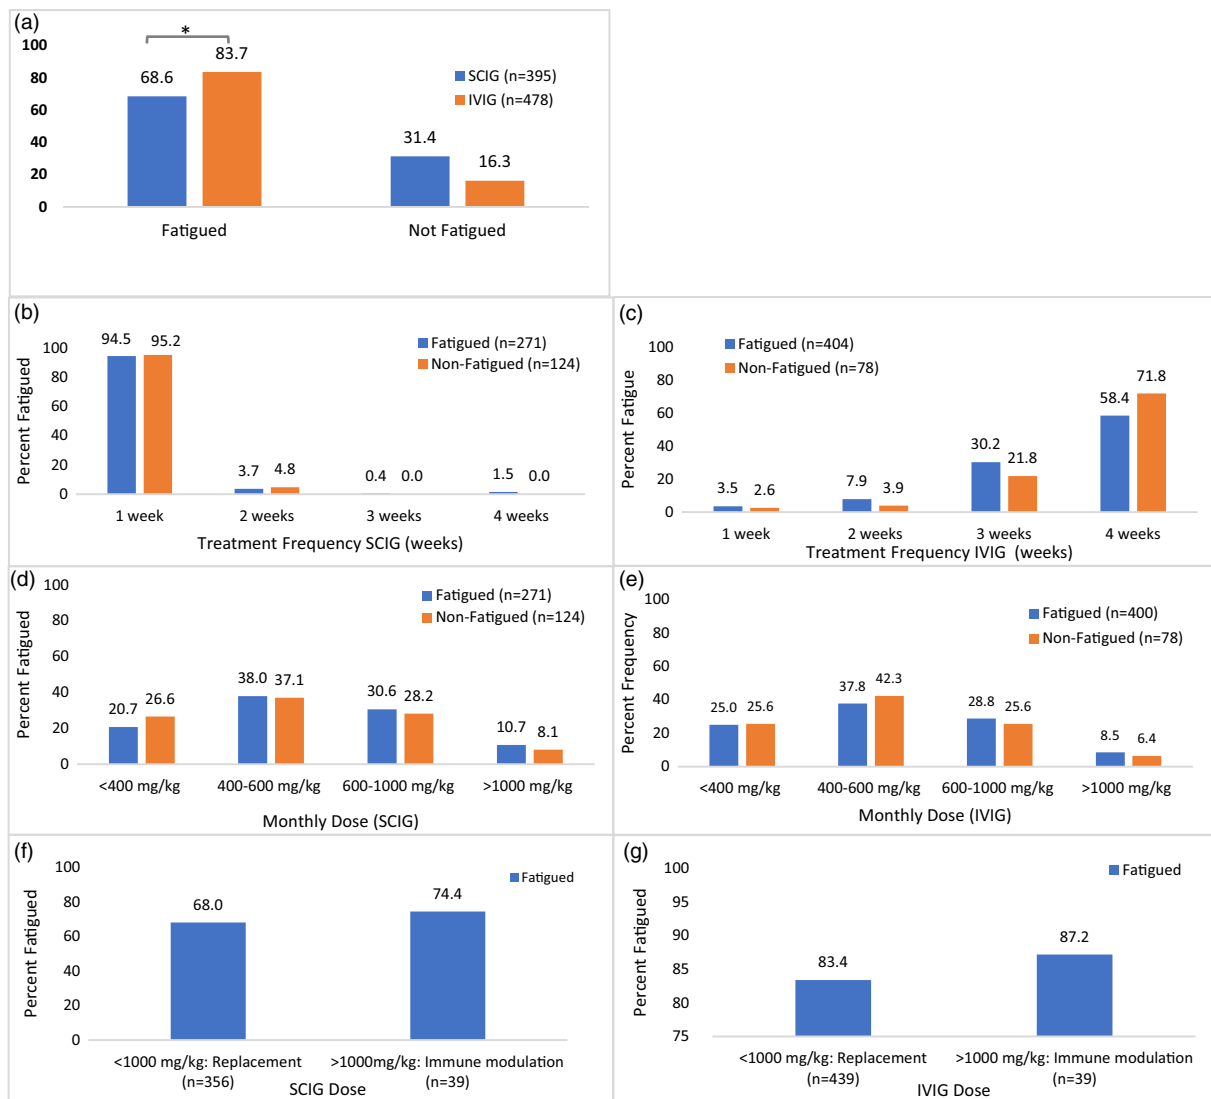 (a)
*
100
80
60
40
20
0
68.6
83.7
31.4
16.3
SCIG (n=395)
IVIG (n=478)
Fatigued
Not Fatigued
(b)
Percent Fatigued
100
80
60
40
20
0
94.5
95.2
3.7
4.8
0.4
0.0
1.5
0.0
Fatigued (n=271)
Non-Fatigued (n=124)
1 week
2 weeks
3 weeks
4 weeks
Treatment Frequency SCIG (weeks)
(c)
Percent Fatigue
100
80
60
40
20
0
Fatigued (n=404)
Non-Fatigued (n=78)
3.5
2.6
7.9
3.9
30.2
21.8
58.4
71.8
1 week
2 weeks
3 weeks
4 weeks
Treatment Frequency IVIG (weeks)
(d)
Percent Fatigued
100
80
60
40
20
0
Fatigued (n=271)
Non-Fatigued (n=124)
20.7
26.6
38.0
37.1
30.6
28.2
10.7
8.1
<400 mg/kg
400-600 mg/kg
600-1000 mg/kg
>1000 mg/kg
Monthly Dose (SCIG)
(e)
Percent Frequency
100
80
60
40
20
0
Fatigued (n=400)
Non-Fatigued (n=78)
25.0
25.6
37.8
42.3
28.8
25.6
8.5
6.4
<400 mg/kg
400-600 mg/kg
600-1000 mg/kg
>1000 mg/kg
Monthly Dose (IVIG)
(f)
Percent Fatigued
100
80
60
40
20
0
Fatigued
68.0
74.4
<1000 mg/kg: Replacement
(n=356)
>1000mg/kg: Immune modulation
(n=39)
SCIG Dose
(g)
Percent Fatigued
100
95
90
85
80
75
Fatigued
83.4
87.2
<1000 mg/kg: Replacement
(n=439)
>1000 mg/kg: Immune modulation
(n=39)
IVIG Dose